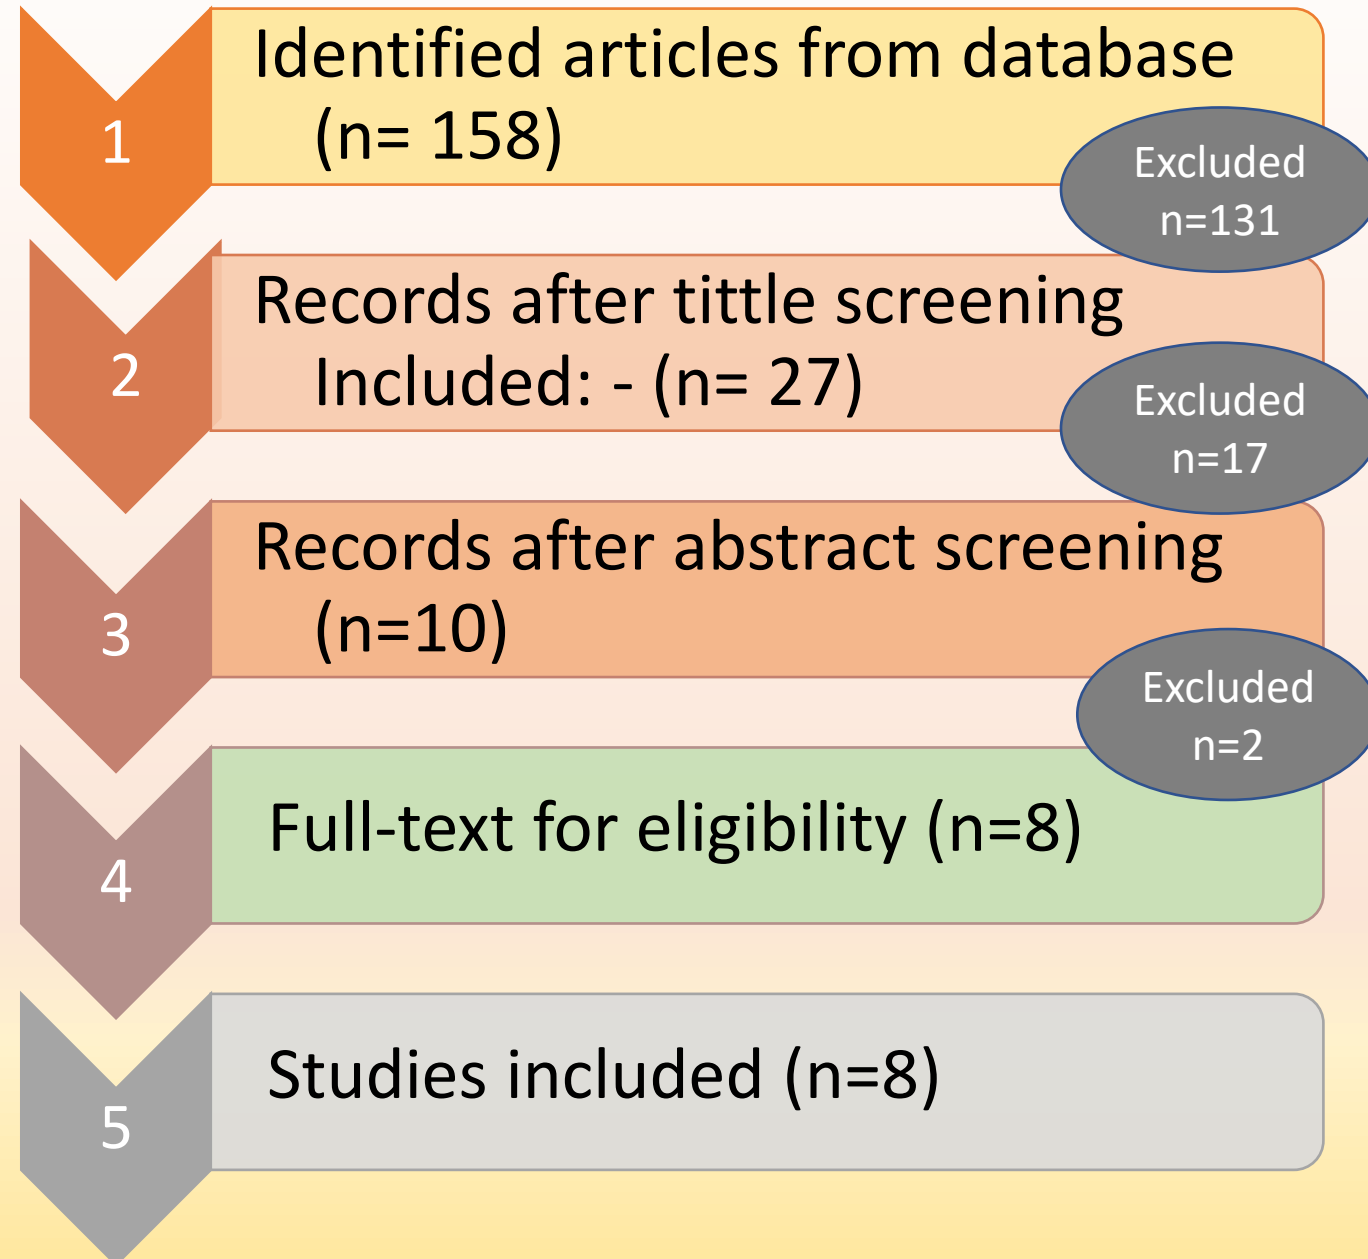 1
Identified articles from database
(n= 158)
Excluded
n=131
2
Records after tittle screening
Included: - (n= 27)
Excluded
n=17
3
Records after abstract screening
(n=10)
Excluded
n=2
4
Full-text for eligibility (n=8)
5
Studies included (n=8)